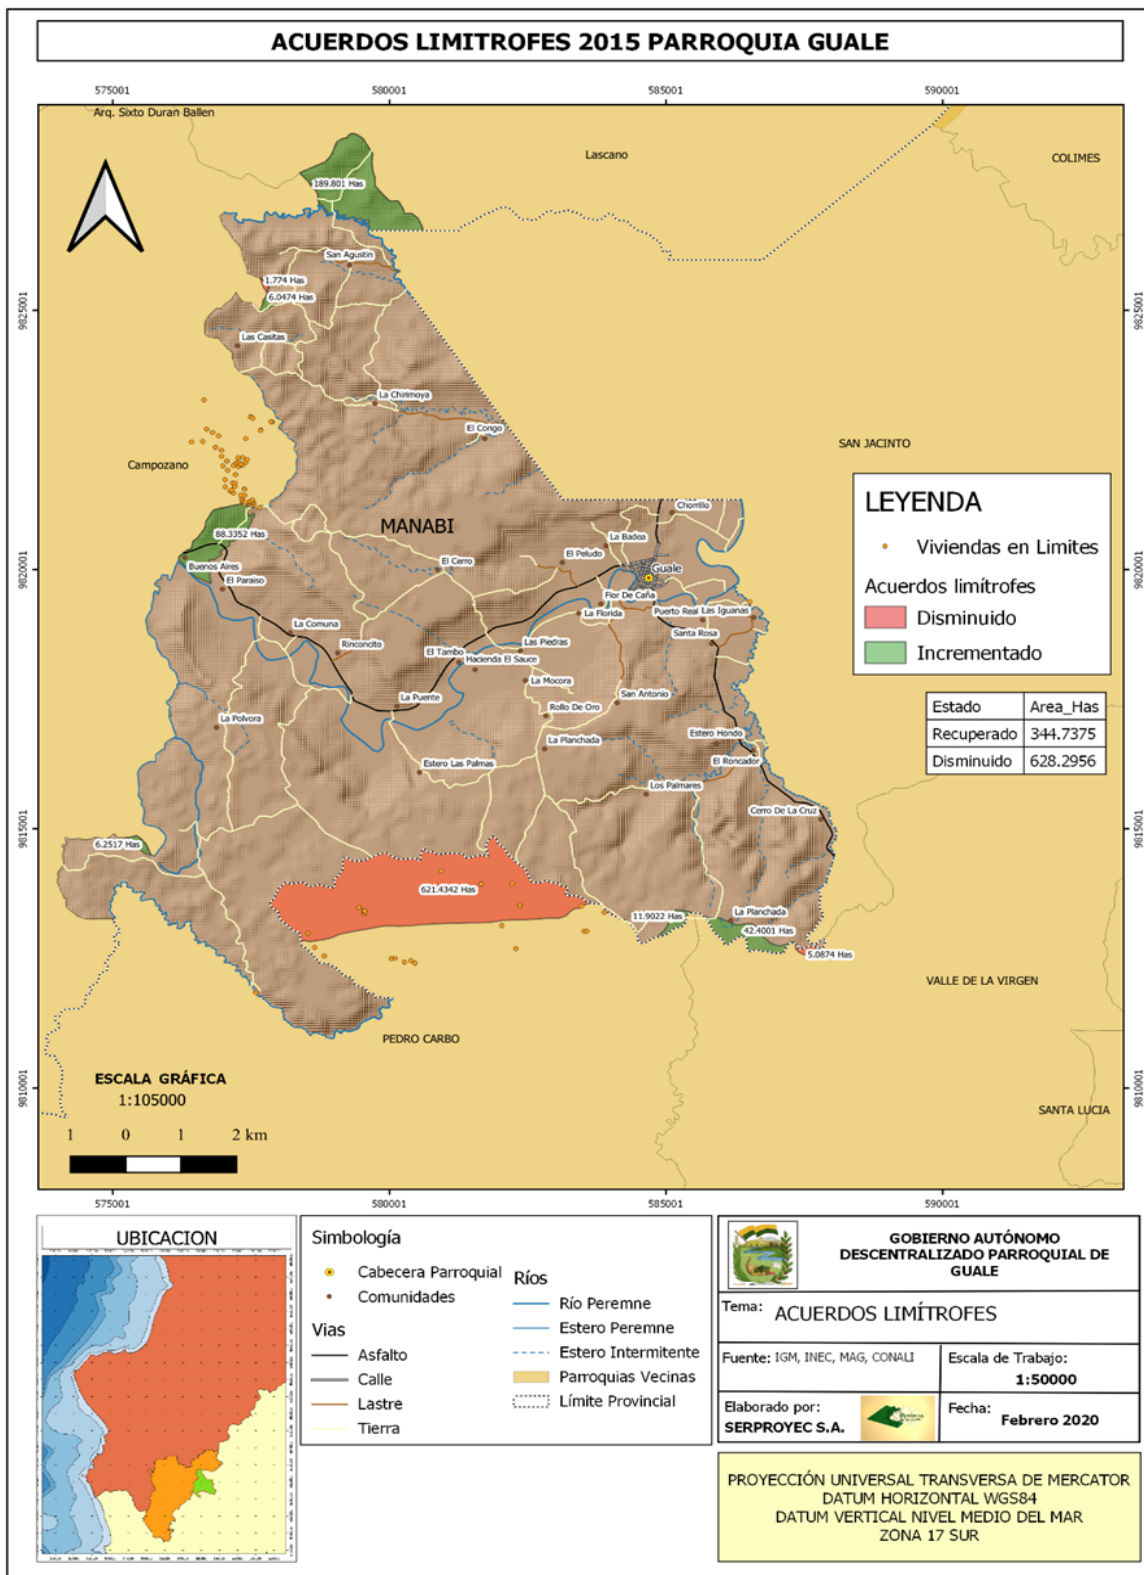 ACUERDOS LIMITROFES 2015 PARROQUIA GUALE
575001
580001
585001
590001
Arq. Sixto Duran Ballen
Lascano
COLIMES
189.801 Has
San Agustin
1.774 Has
6.0474 Has
9825001
9825001
Las Casitas
La Chirimoya
El Congo
SAN JACINTO
Campozano
LEYENDA
Viviendas en Limites
Acuerdos limítrofes
Disminuido
Incrementado
MANABI
Chorrillo
88.3352 Has
La Badoa
El Peludo
9820001
9820001
Buenos Aires
El Cerro
Guale
El Paraiso
Flor De Caña
La Florida
Puerto Real
Las Iguanas
La Comuna
Santa Rosa
Rinconcito
Las Piedras
El Tambo
Hacienda El Sauce
La Mocora
San Antonio
La Puente
Rollo De Oro
La Polvora
Estero Hondo
La Planchada
El Roncador
Estero Las Palmas
Los Palmares
Cerro De La Cruz
Estado Area_Has
Recuperado 344.7375
Disminuido 628.2956
9815001
9815001
6.2517 Has
621.4342 Has
11.9022 Has
La Planchada
42.4001 Has
5.0874 Has
VALLE DE LA VIRGEN
PEDRO CARBO
SANTA LUCIA
9810001
9810001
ESCALA GRÁFICA
1:105000
1 0 1 2 km
575001
580001
585001
590001
UBICACION
Simbología
Cabecera Parroquial
Comunidades
Vias
Asfalto
Calle
Lastre
Tierra
Ríos
Río Peremne
Estero Peremne
Estero Intermitente
Parroquias Vecinas
Límite Provincial
GOBIERNO AUTÓNOMO
DESCENTRALIZADO PARROQUIAL DE
GUALE
Tema: ACUERDOS LIMÍTROFES
Fuente: IGM, INEC, MAG, CONALI
Escala de Trabajo:
1:50000
Elaborado por:
SERPROYEC S.A.
Fecha:
Febrero 2020
PROYECCIÓN UNIVERSAL TRANSVERSA DE MERCATOR
DATUM HORIZONTAL WGS84
DATUM VERTICAL NIVEL MEDIO DEL MAR
ZONA 17 SUR